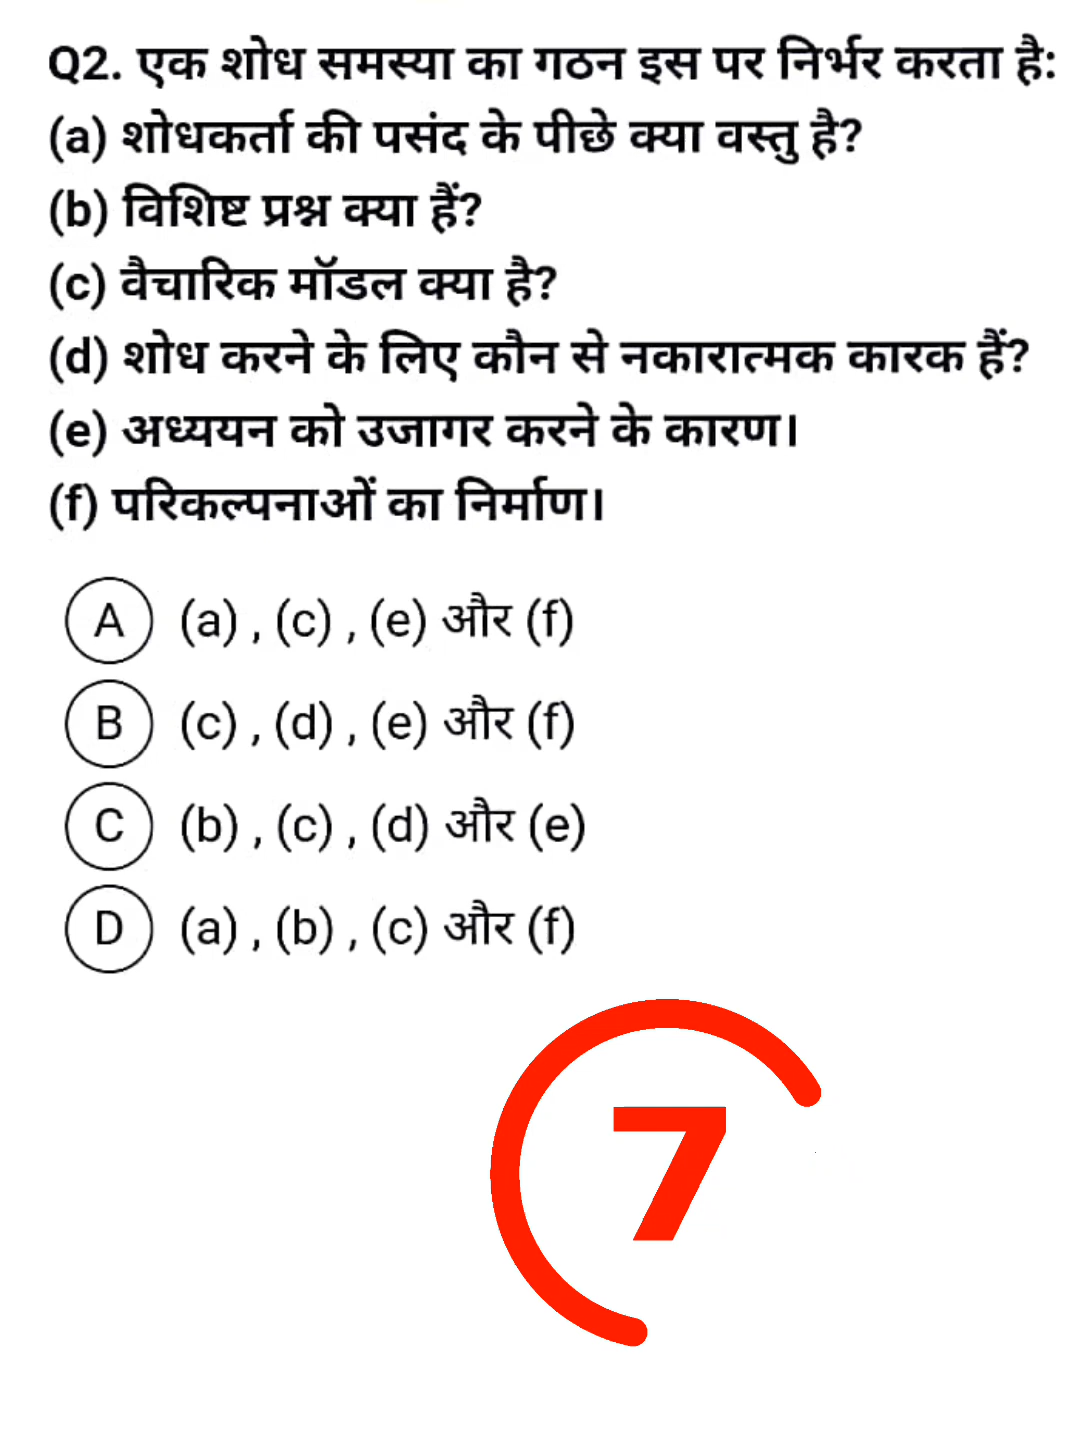 Q2. एक शोध समस्या का गठन इस पर निर्भर करता है:
(a) शोधकर्ता की पसंद के पीछे क्या वस्तु है?
(b) विशिष्ट प्रश्न क्या हैं?
(c) वैचारिक मॉडल क्या है?
(d) शोध करने के लिए कौन से नकारात्मक कारक हैं?
(e) अध्ययन को उजागर करने के कारण।
(f) परिकल्पनाओं का निर्माण।
A (a) , (c) , (e) और (f)
B (c) , (d) , (e) और (f)
C (b) , (c) , (d) और (e)
D (a) , (b) , (c) और (f)
7